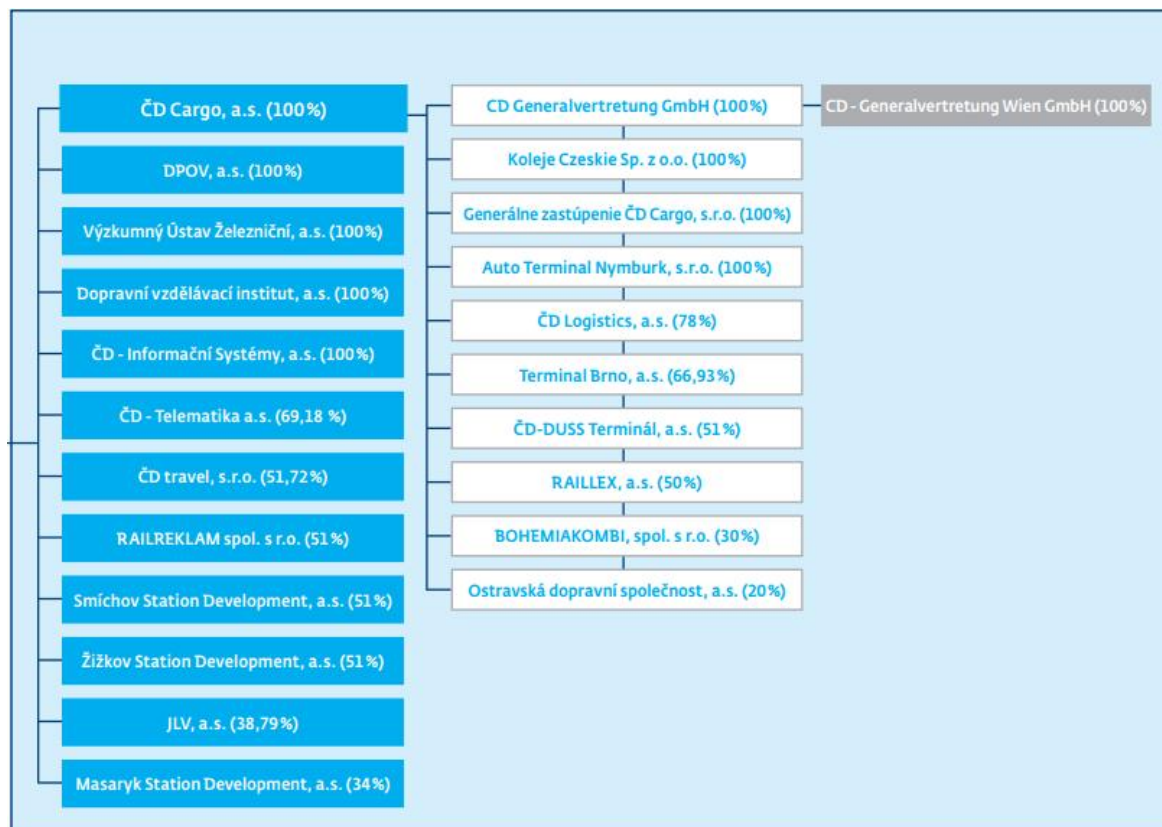 ČD Cargo, a.s. (100%)
DPOV, a.s. (100%)
Výzkumný Ústav Železniční, a.s. (100%)
Dopravní vzdělávací institut, a.s. (100%)
ČD - Informační Systémy, a.s. (100%)
ČD - Telematika a.s. (69,18 %)
ČD travel, s.r.o. (51,72%)
RAILREKLAM spol. s r.o. (51%)
Smíchov Station Development, a.s. (51%)
Žižkov Station Development, a.s. (51%)
JLV, a.s. (38,79%)
Masaryk Station Development, a.s. (34%)
CD Generalvertretung GmbH (100%)
Koleje Czeskie Sp. z o.o. (100%)
Generálne zastúpenie ČD Cargo, s.r.o. (100%)
Auto Terminal Nymburk, s.r.o. (100%)
ČD Logistics, a.s. (78%)
Terminal Brno, a.s. (66,93%)
ČD-DUSS Terminál, a.s. (51%)
RAILLEX, a.s. (50%)
BOHEMIAKOMBI, spol. s r.o. (30%)
Ostravská dopravní společnost, a.s. (20%)
CD - Generalvertretung Wien GmbH (100%)